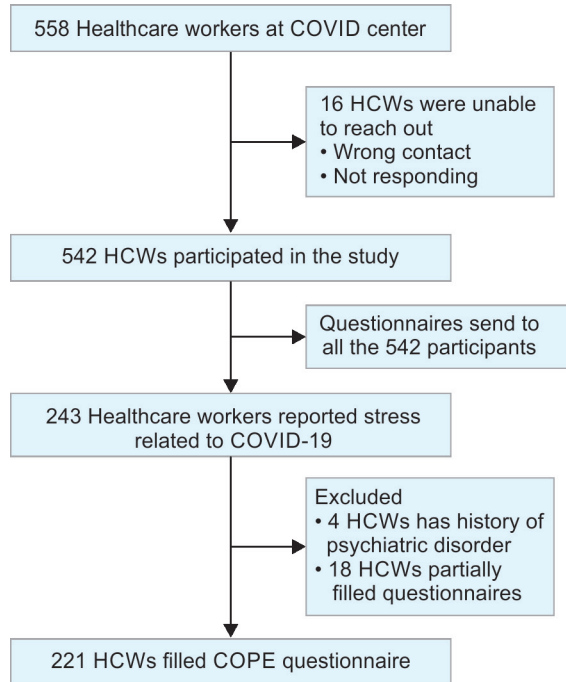 558 Healthcare workers at COVID center
16 HCWs were unable
to reach out
• Wrong contact
• Not responding
542 HCWs participated in the study
Questionnaires send to
all the 542 participants
243 Healthcare workers reported stress
related to COVID-19
Excluded
• 4 HCWs has history of
psychiatric disorder
• 18 HCWs partially
filled questionnaires
221 HCWs filled COPE questionnaire